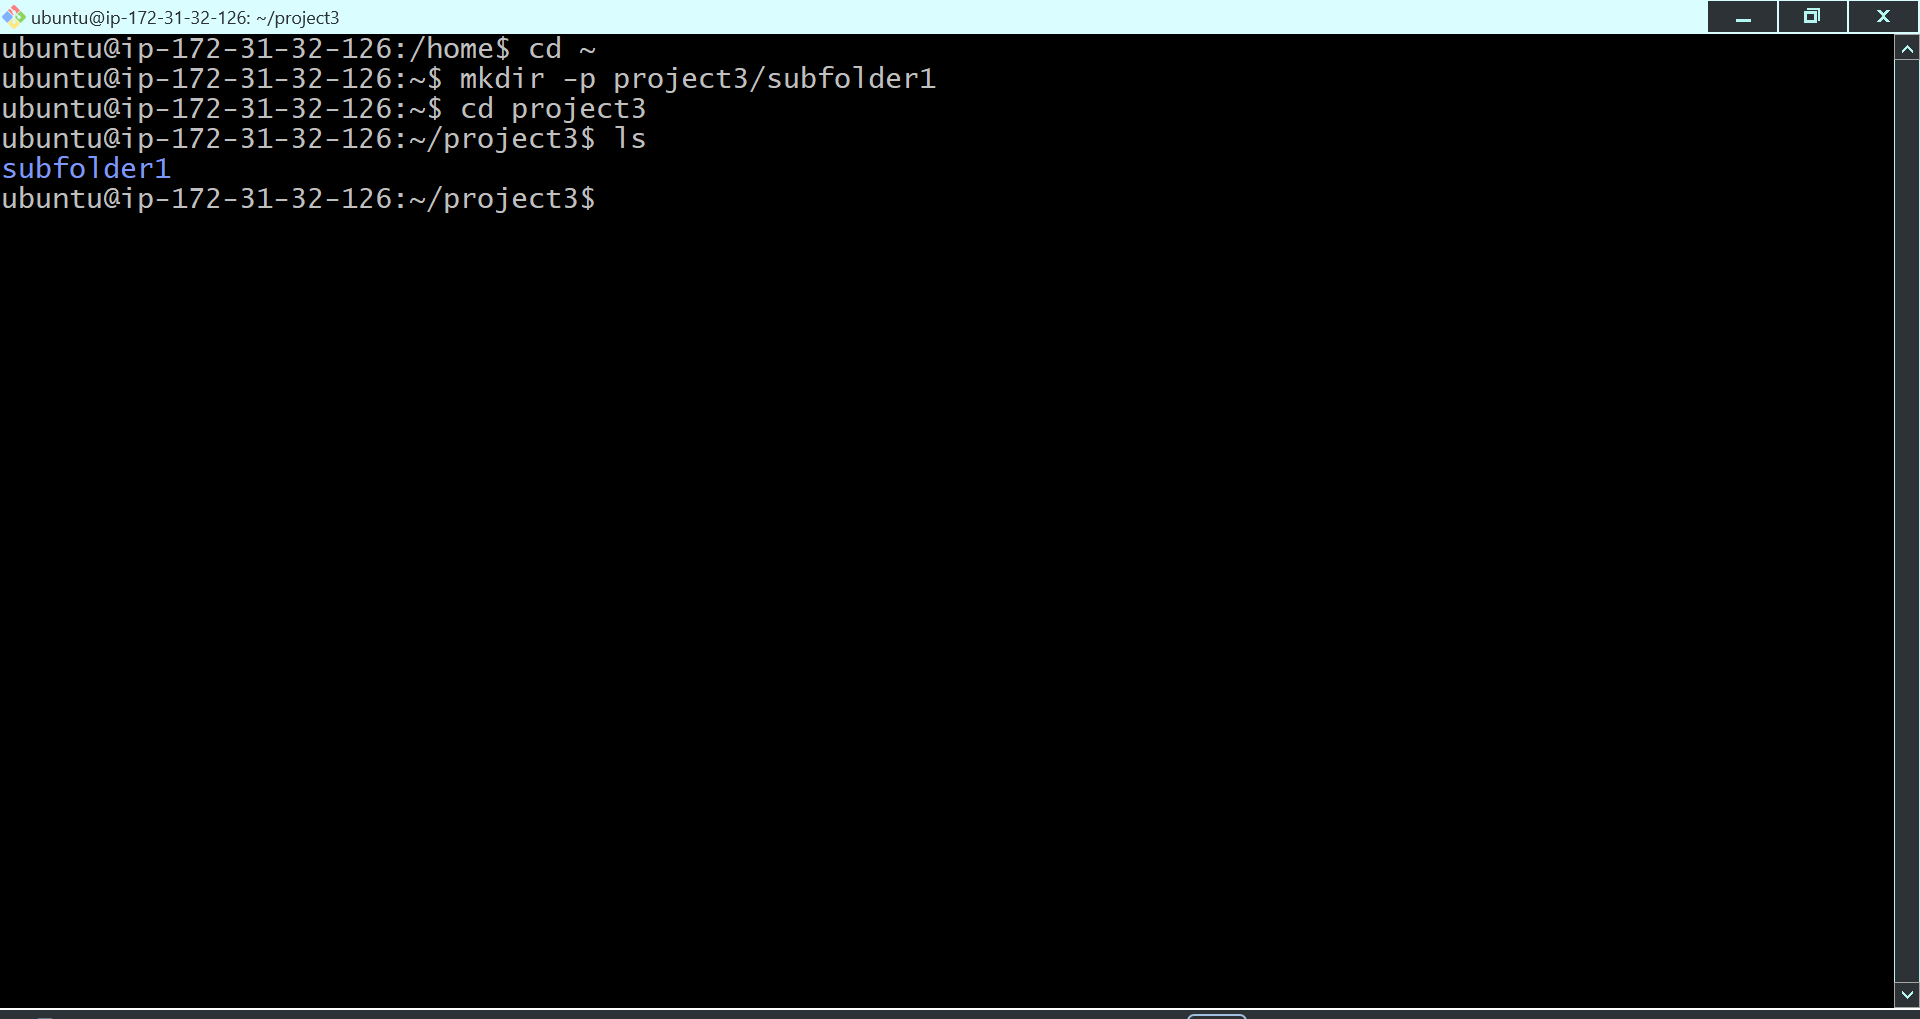 ubuntu@ip-172-31-32-126: ~/project3
ubuntu@ip-172-31-32-126:/home$ cd ~
ubuntu@ip-172-31-32-126:~$ mkdir -p project3/subfolder1
ubuntu@ip-172-31-32-126:~$ cd project3
ubuntu@ip-172-31-32-126:~/project3$ ls
subfolder1
ubuntu@ip-172-31-32-126:~/project3$